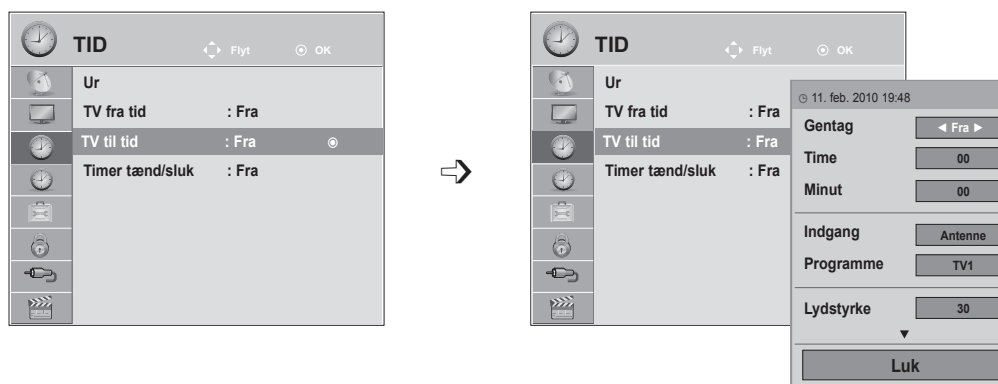 TID
Flyt
OK
Ur
TV fra tid : Fra
TV til tid : Fra
Timer tænd/sluk : Fra
TID
Flyt
OK
Ur
TV fra tid : Fra
TV til tid : Fra
Timer tænd/sluk : Fra
11. feb. 2010 19:48
Gentag ◀ Fra ▶
Time 00
Minut 00
Indgang Antenne
Programme TV1
Lydstyrke 30
▼
Luk